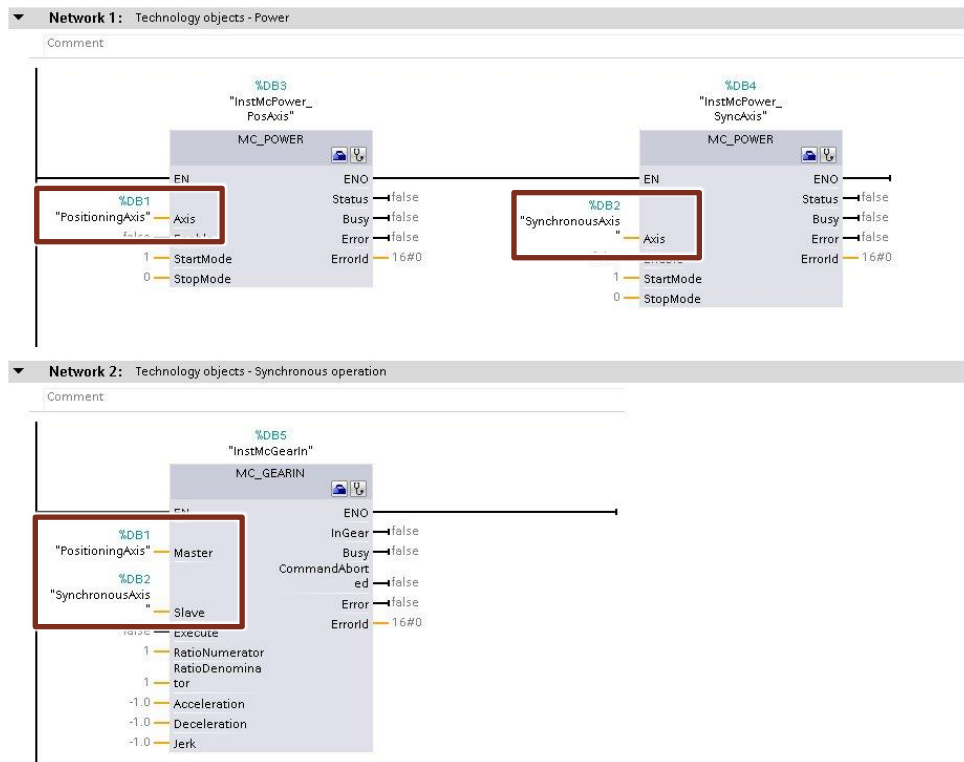 Network 1: Technology objects - Power
Comment
%DB3
"InstMcPower_
PosAxis"
MC_POWER
EN
ENO
%DB1
"PositioningAxis"
Axis
Status
false
Busy
false
Error
false
1
StartMode
ErrorId
16#0
0
StopMode
%DB4
"InstMcPower_
SyncAxis"
MC_POWER
EN
ENO
%DB2
"SynchronousAxis
"
Axis
Status
false
Busy
false
Error
false
Enable
ErrorId
16#0
1
StartMode
0
StopMode
Network 2: Technology objects - Synchronous operation
Comment
%DB5
"InstMcGearIn"
MC_GEARIN
EN
ENO
%DB1
"PositioningAxis"
Master
%DB2
"SynchronousAxis
"
Slave
InGear
false
Busy
false
CommandAbort
ed
false
Error
false
ErrorId
16#0
false
Execute
1
RatioNumerator
RatioDenomina
1
tor
-1.0
Acceleration
-1.0
Deceleration
-1.0
Jerk